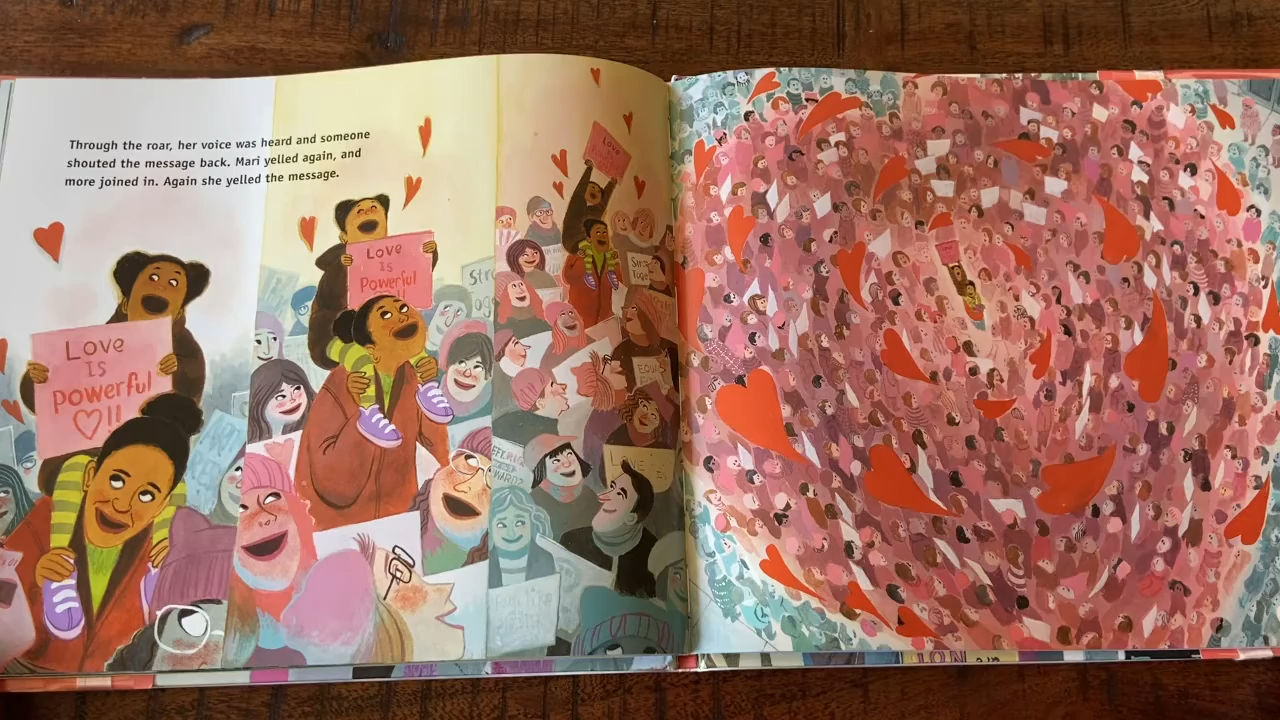 Through the roar, her voice was heard and someone
shouted the message back. Mari yelled again, and
more joined in. Again she yelled the message.
Love
Is
Powerful
♡!!
Love
Is
Powerful
!!
Love